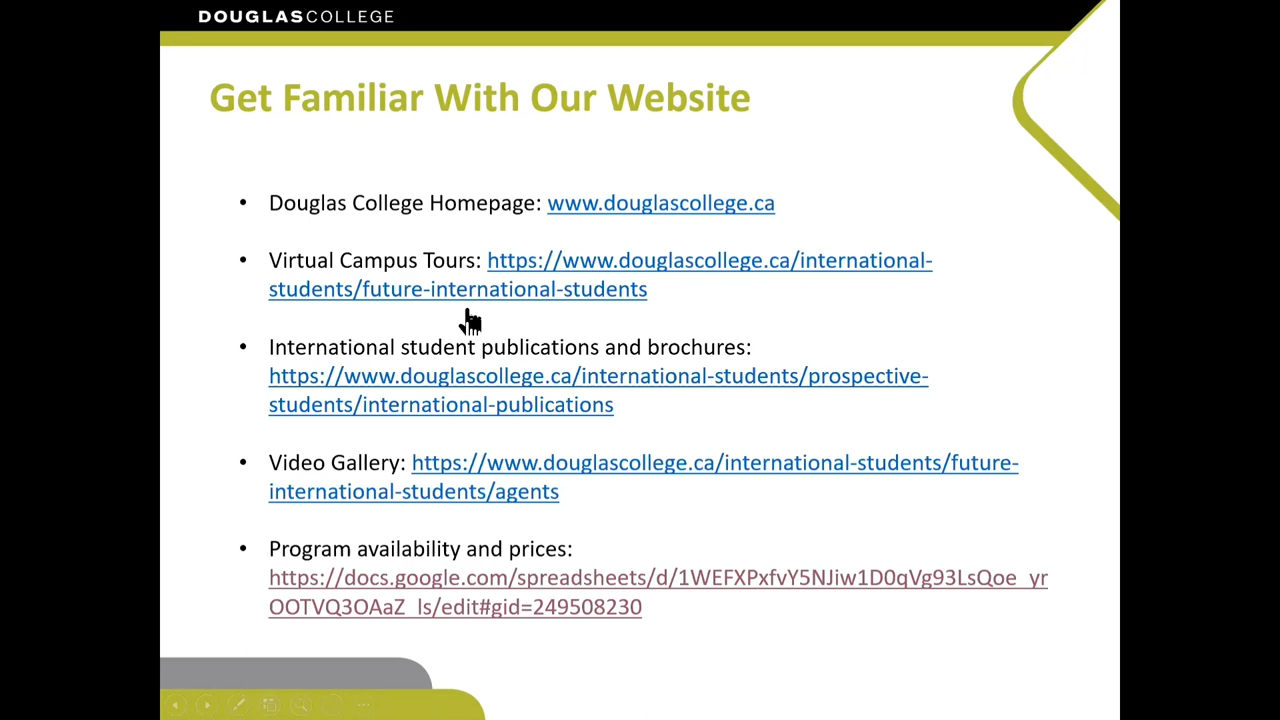 DOUGLASCOLLEGE
Get Familiar With Our Website
• Douglas College Homepage: www.douglascollege.ca
• Virtual Campus Tours: https://www.douglascollege.ca/international-
students/future-international-students
• International student publications and brochures:
https://www.douglascollege.ca/international-students/prospective-
students/international-publications
• Video Gallery: https://www.douglascollege.ca/international-students/future-
international-students/agents
• Program availability and prices:
https://docs.google.com/spreadsheets/d/1WEFXPxfvY5NJiw1D0qVg93LsQoe_yr
OOTVQ3OAaZ_ls/edit#gid=249508230